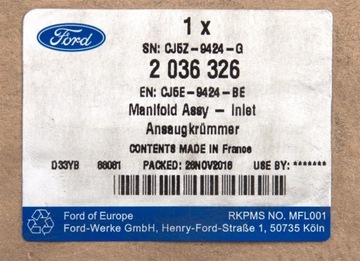 1 x
Ford
SN: CJ5Z-9424-G
2 036 326
EN: CJ5E-9424-BE
Manifold Assy - Inlet
Ansaugkrümmer
CONTENTS MADE IN France
D33YB 86061 PACKED: 28NOV2016 USE BY: *******
Ford of Europe RKPMS NO. MFL001
Ford-Werke GmbH, Henry-Ford-Straße 1, 50735 Köln